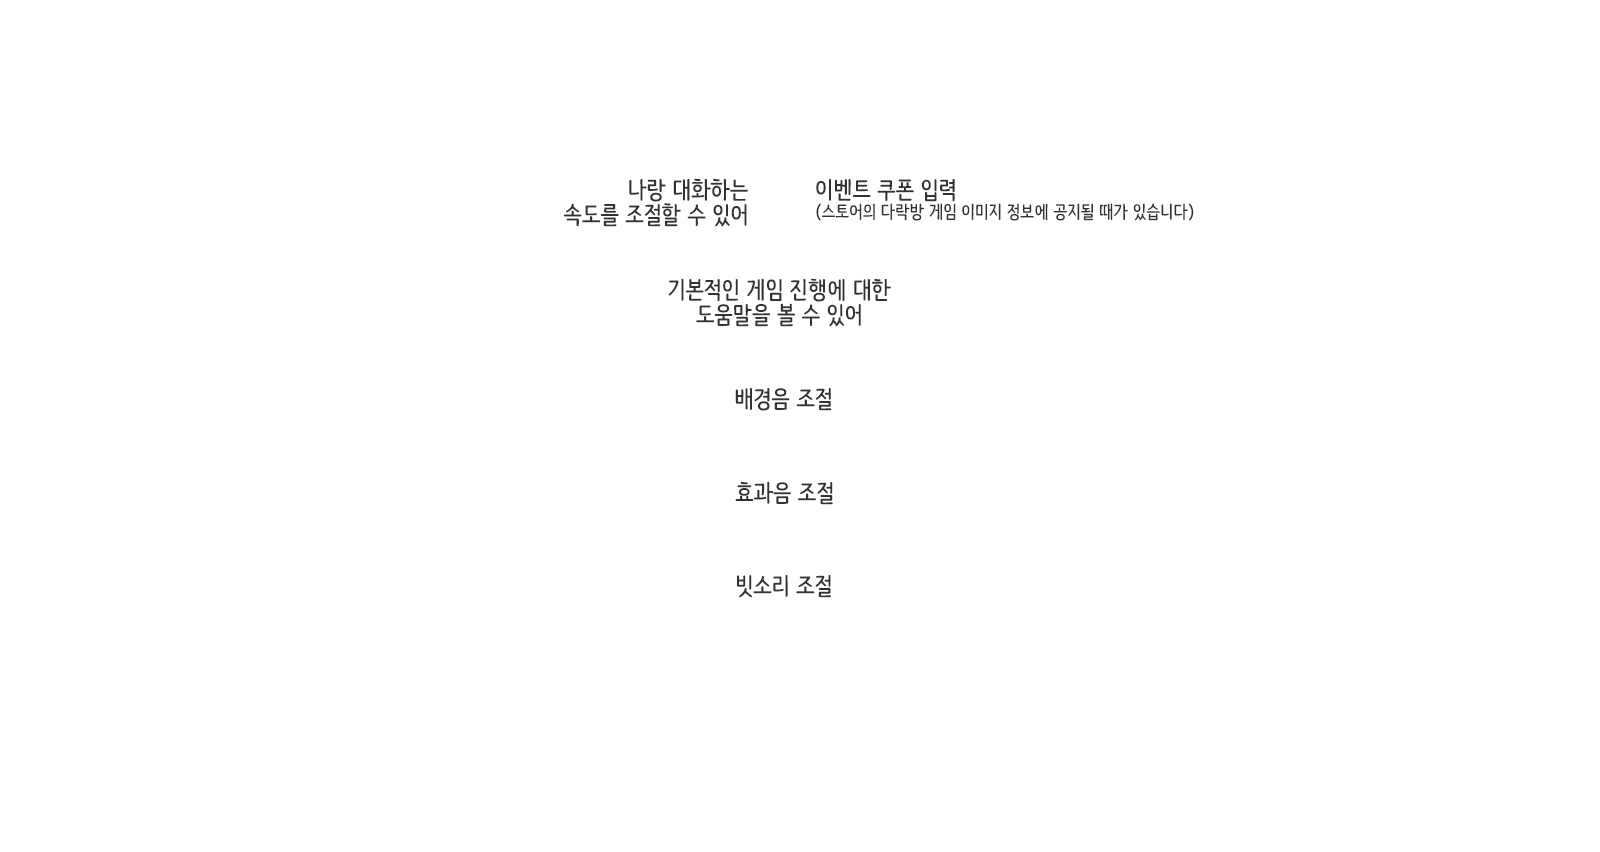 나랑 대화하는
속도를 조절할 수 있어
이벤트 쿠폰 입력
(스토어의 다락방 게임 이미지 정보에 공지될 때가 있습니다)
기본적인 게임 진행에 대한
도움말을 볼 수 있어
배경음 조절
효과음 조절
빗소리 조절